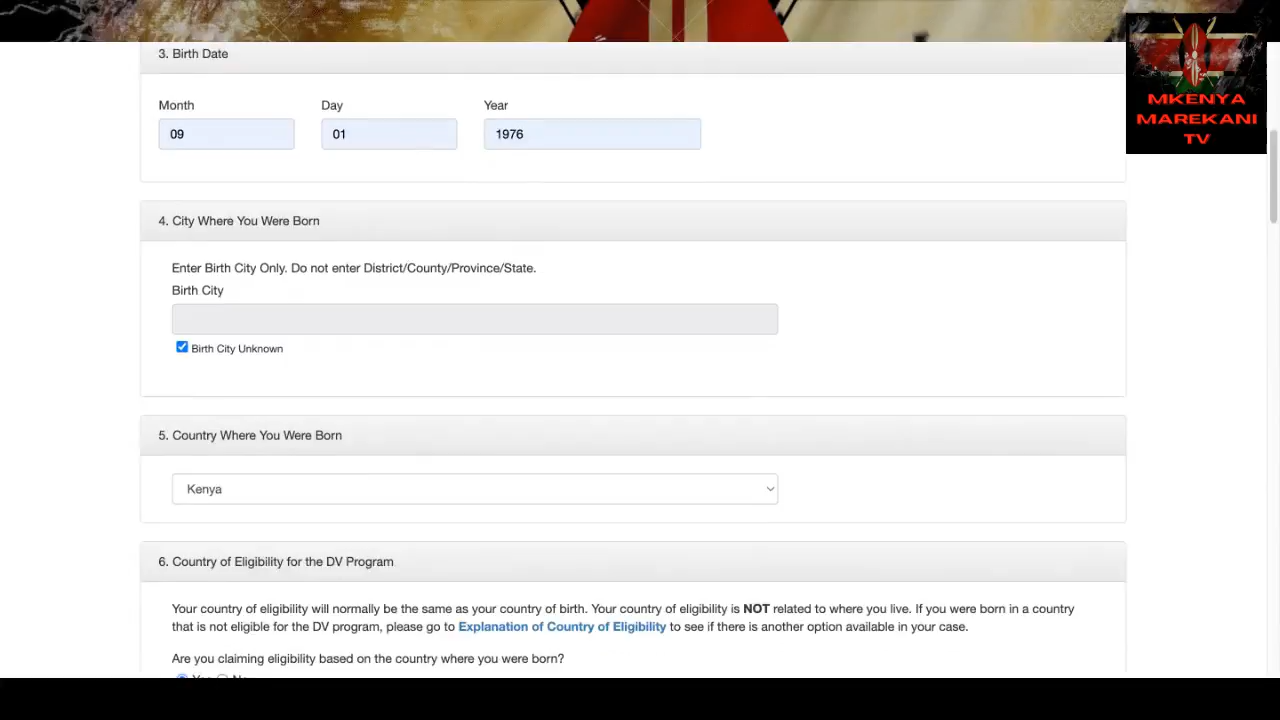 3. Birth Date
MKENYA
MAREKANI
TV
Month Day Year
09 01 1976
4. City Where You Were Born
Enter Birth City Only. Do not enter District/County/Province/State.
Birth City
Birth City Unknown
5. Country Where You Were Born
Kenya
6. Country of Eligibility for the DV Program
Your country of eligibility will normally be the same as your country of birth. Your country of eligibility is NOT related to where you live. If you were born in a country
that is not eligible for the DV program, please go to Explanation of Country of Eligibility to see if there is another option available in your case.
Are you claiming eligibility based on the country where you were born?
Yes No